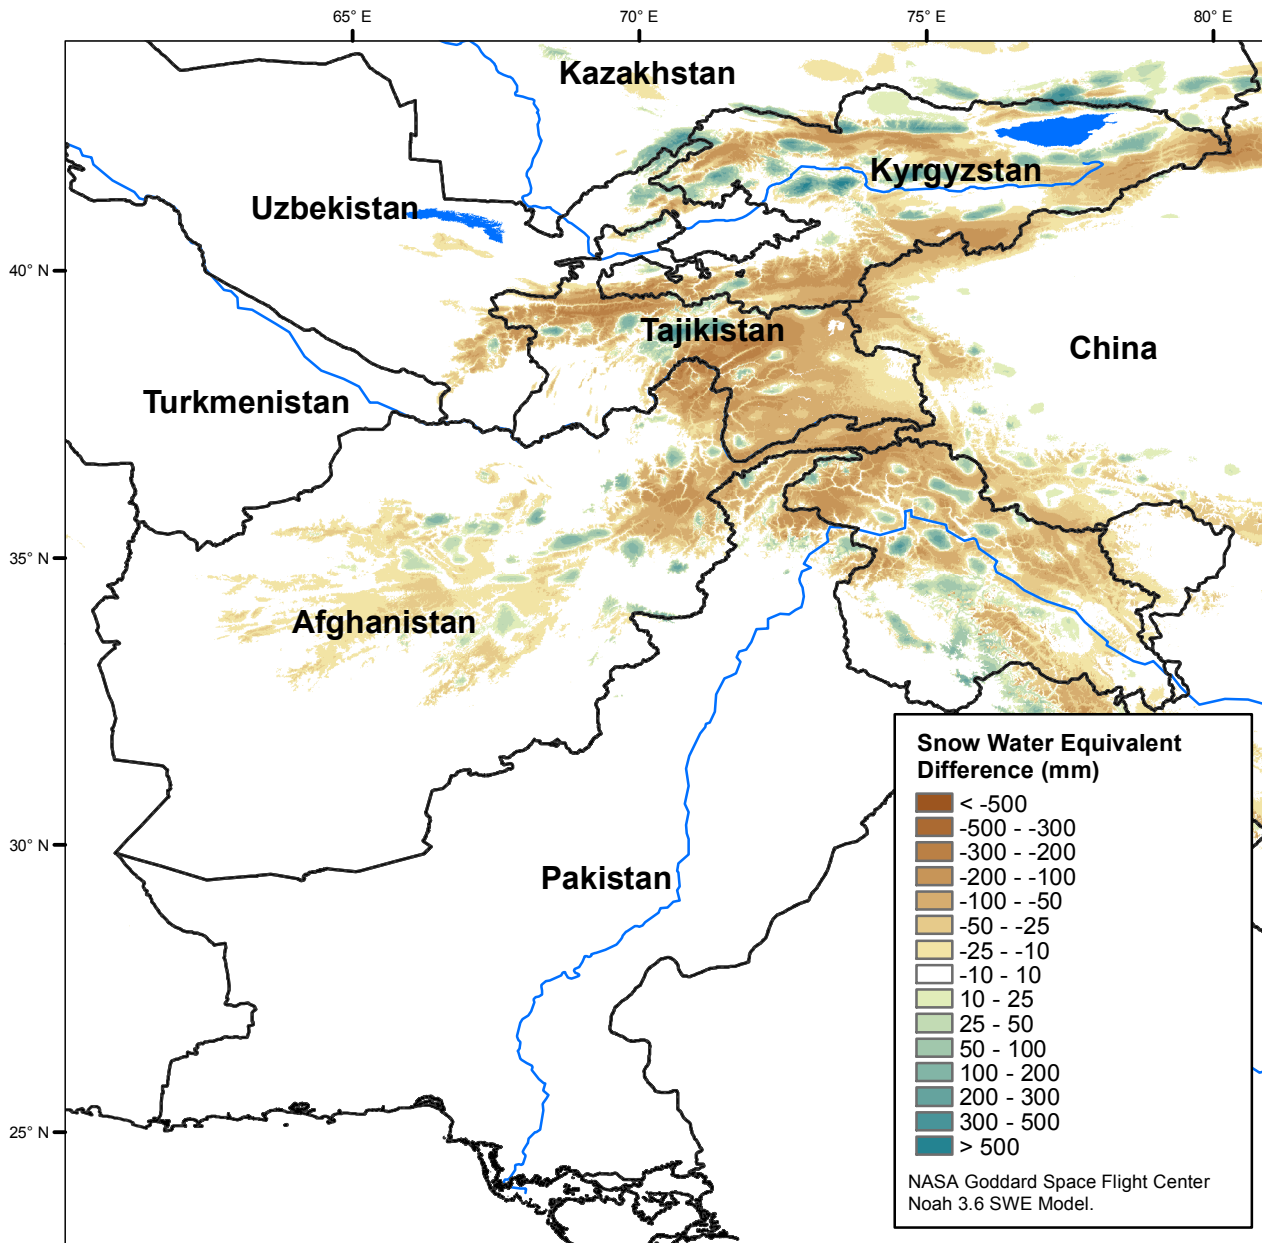 65° E
70° E
75° E
80° E
Kazakhstan
Kyrgyzstan
Uzbekistan
40° N
Tajikistan
China
Turkmenistan
35° N
Afghanistan
30° N
Pakistan
25° N
Snow Water Equivalent
Difference (mm)
< -500
-500 - -300
-300 - -200
-200 - -100
-100 - -50
-50 - -25
-25 - -10
-10 - 10
10 - 25
25 - 50
50 - 100
100 - 200
200 - 300
300 - 500
> 500
NASA Goddard Space Flight Center
Noah 3.6 SWE Model.